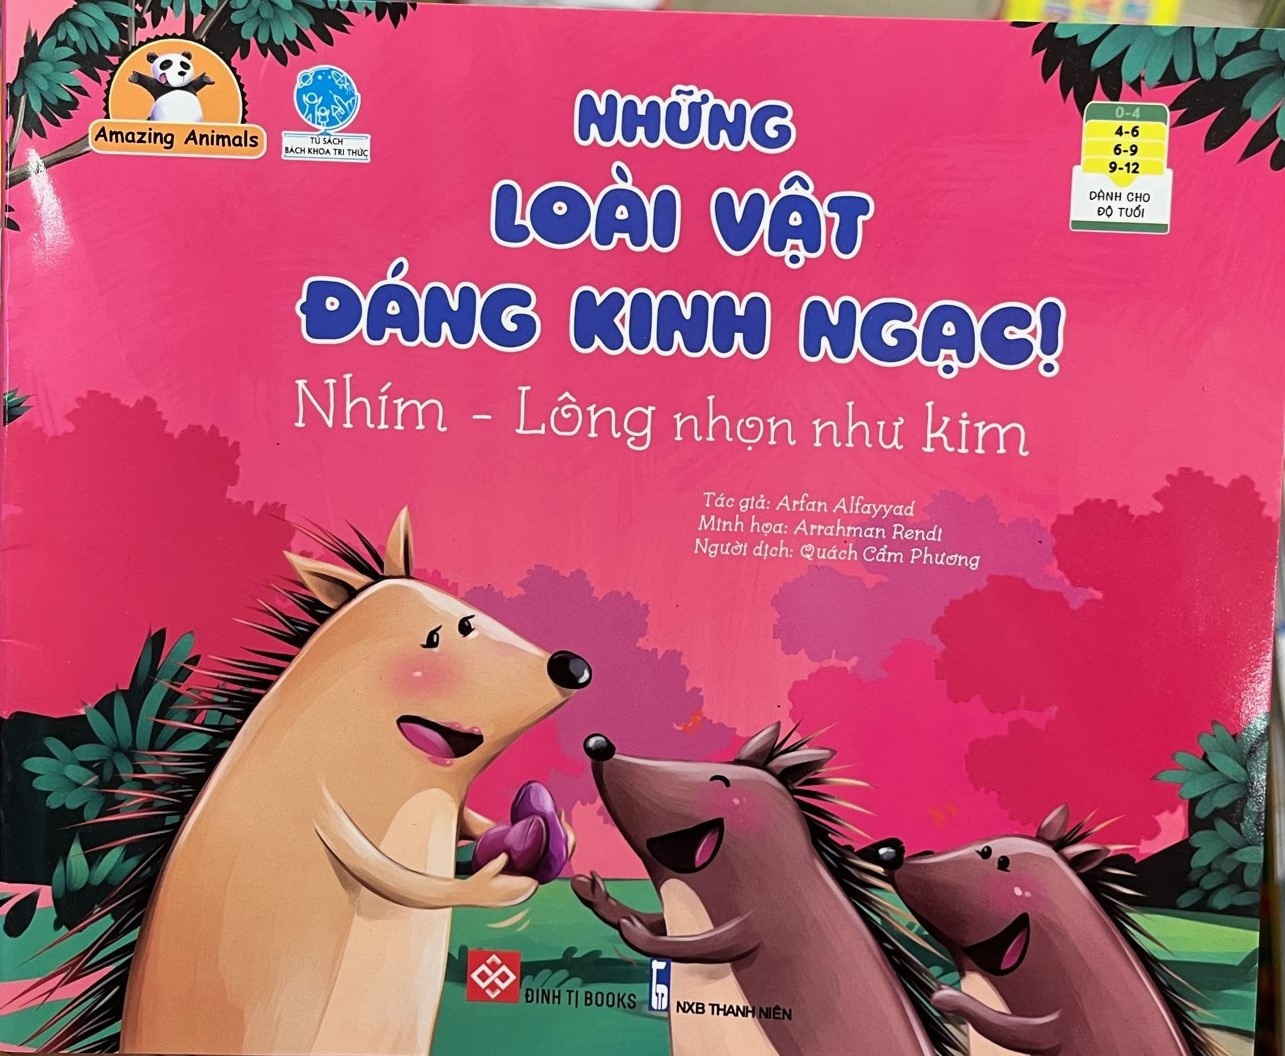 Amazing Animals
TỦ SÁCH
BÁCH KHOA TRI THỨC
0-4
4-6
6-9
9-12
DÀNH CHO
ĐỘ TUỔI
NHỮNG
LOÀI VẬT
ĐÁNG KINH NGẠC!
Nhím - Lông nhọn như kim
Tác giả: Arfan Alfayyad
Minh họa: Arrahman Rendi
Người dịch: Quách Cẩm Phương
ĐINH TỊ BOOKS
NXB THANH NIÊN